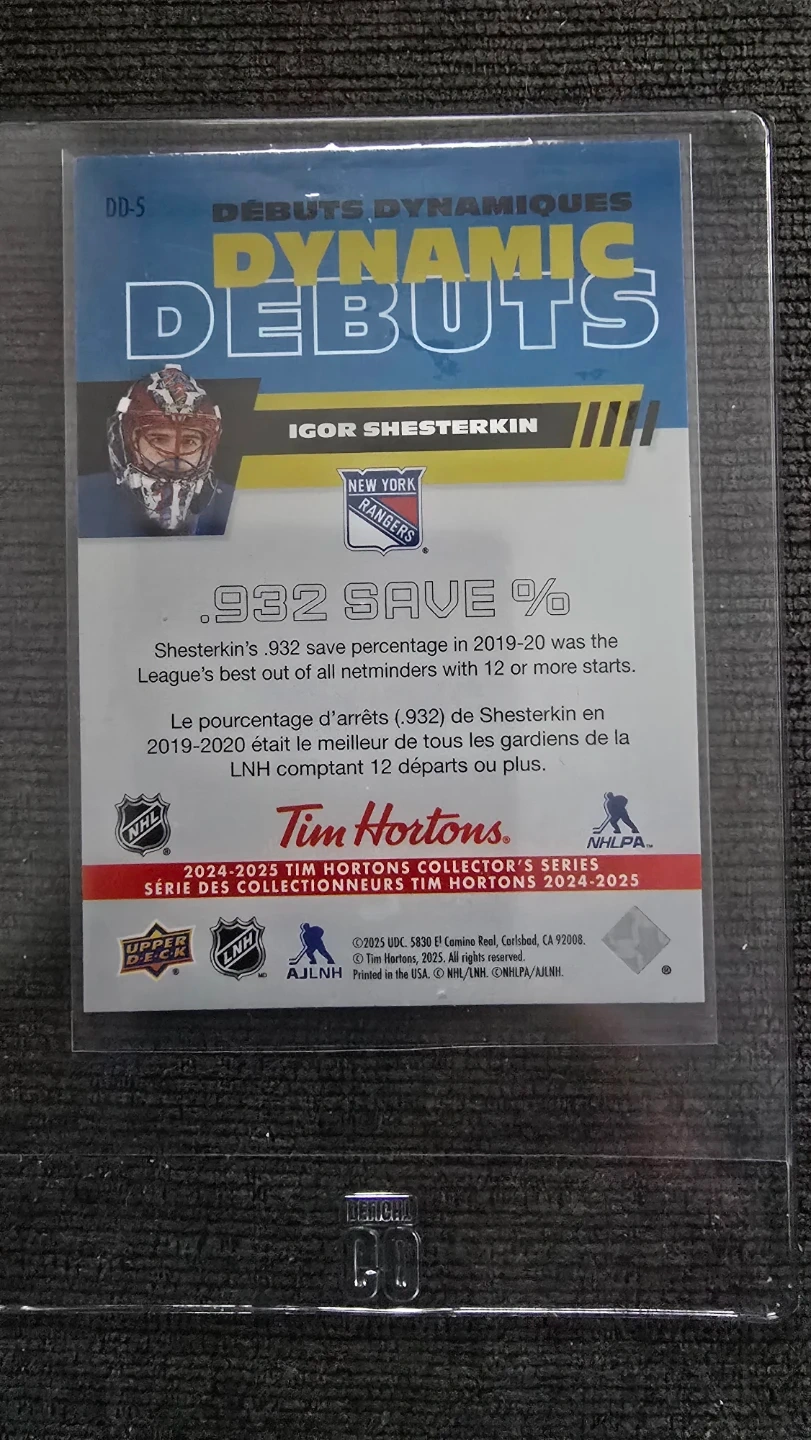 DD-5
DÉBUTS DYNAMIQUES
DYNAMIC
DEBUTS
IGOR SHESTERKIN
NEW YORK
RANGERS
.932 SAVE %
Shesterkin's .932 save percentage in 2019-20 was the
League's best out of all netminders with 12 or more starts.
Le pourcentage d'arrêts (.932) de Shesterkin en
2019-2020 était le meilleur de tous les gardiens de la
LNH comptant 12 départs ou plus.
NHL
Tim Hortons®
NHLPA™
2024-2025 TIM HORTONS COLLECTOR'S SERIES
SÉRIE DES COLLECTIONNEURS TIM HORTONS 2024-2025
UPPER
D·E·C·K
LNH
AJLNH
©2025 UDC. 5830 El Camino Real, Carlsbad, CA 92008.
© Tim Hortons, 2025. All rights reserved.
Printed in the USA. © NHL/LNH. ©NHLPA/AJLNH.